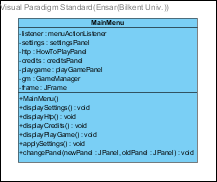 Visual Paradigm Standard(Ensar(Bilkent Univ. ))
MainMenu
-listener : menuActionListener
-settings : settingsPanel
-htp : HowToPlayPanel
-credits : creditsPanel
-playgame : playGamePanel
-gm : GameManager
-frame : JFrame
+MainMenu()
+displaySettings() : void
+displayHtp() : void
+displayCredits() : void
+displayPlayGame() : void
+applySettings() : void
+changePanel(newPanel : JPanel, oldPanel : JPanel) : void